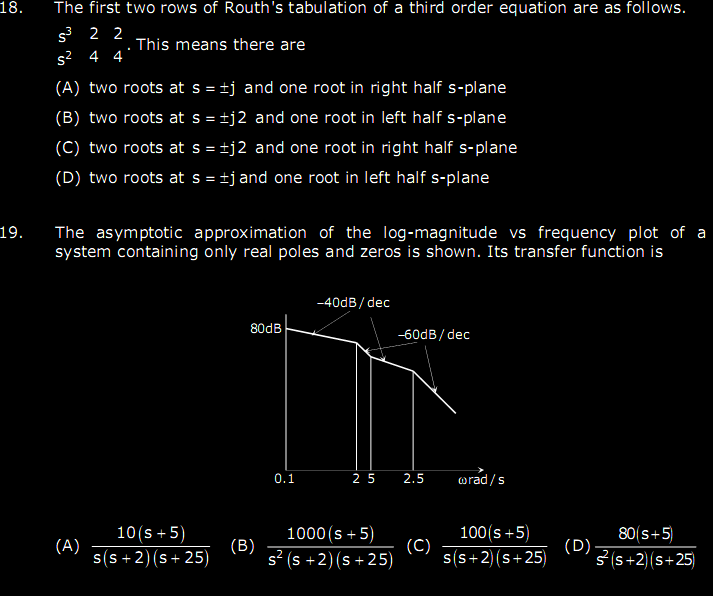 18. The first two rows of Routh's tabulation of a third order equation are as follows.
s³ 2 2
s² 4 4 . This means there are
(A) two roots at s = ±j and one root in right half s-plane
(B) two roots at s = ±j2 and one root in left half s-plane
(C) two roots at s = ±j2 and one root in right half s-plane
(D) two roots at s = ±j and one root in left half s-plane
19. The asymptotic approximation of the log-magnitude vs frequency plot of a
system containing only real poles and zeros is shown. Its transfer function is
−40dB / dec
80dB
−60dB / dec
0.1 2 5 2.5 ωrad / s
(A) 10(s + 5) / s(s + 2)(s + 25) (B) 1000(s + 5) / s² (s + 2)(s + 25) (C) 100(s +5) / s(s+2)(s+25) (D) 80(s+5) / s²(s+2)(s+25)